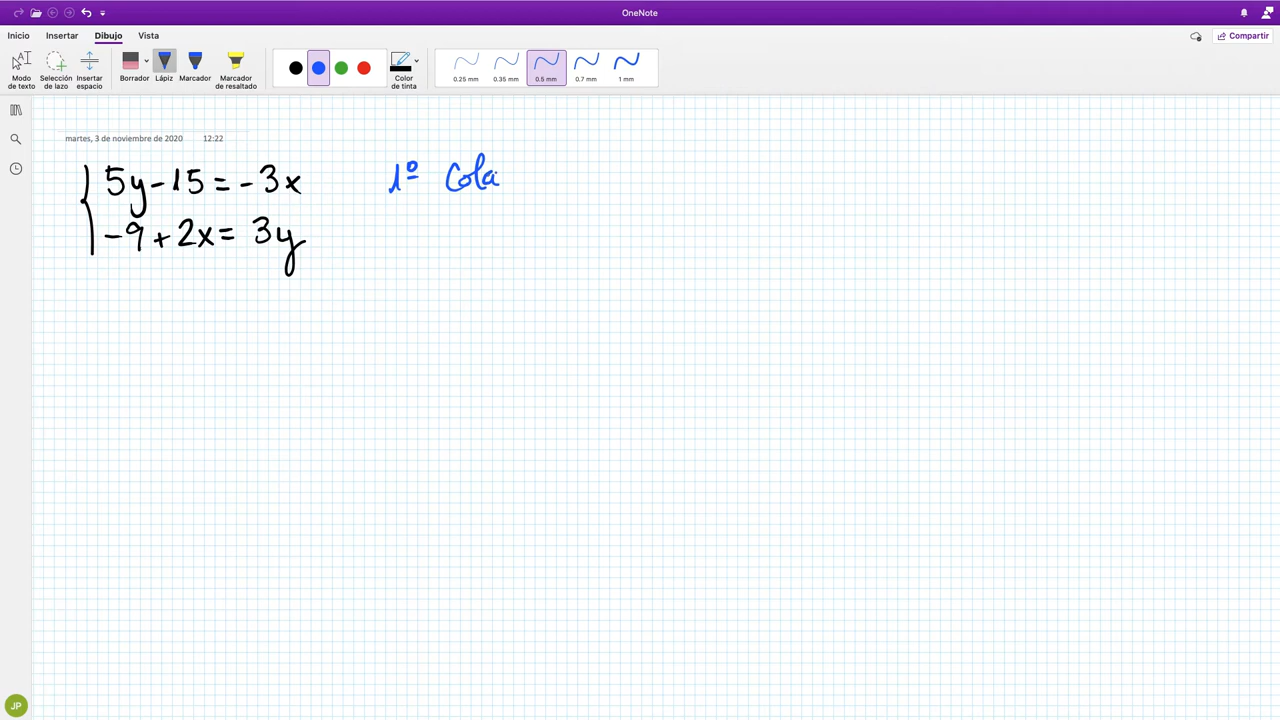 OneNote
Inicio Insertar Dibujo Vista Compartir
Modo de texto Selección de lazo Insertar espacio Borrador Lápiz Marcador Marcador de resaltado Color de tinta 0.25 mm 0.35 mm 0.5 mm 0.7 mm 1 mm
martes, 3 de noviembre de 2020 12:22
5y-15=-3x 1º Cola
-9+2x=3y
JP